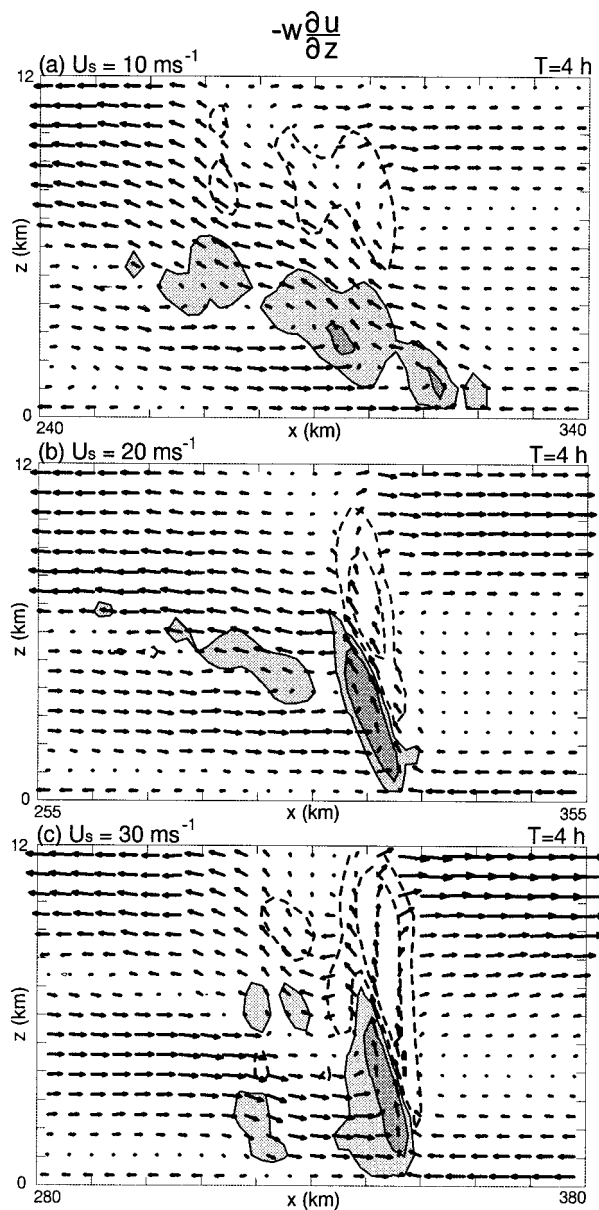 -w ∂u/∂z
(a) Us = 10 ms⁻¹ T=4 h
12
z (km)
0
240 x (km) 340
(b) Us = 20 ms⁻¹ T=4 h
12
z (km)
0
255 x (km) 355
(c) Us = 30 ms⁻¹ T=4 h
12
z (km)
0
280 x (km) 380